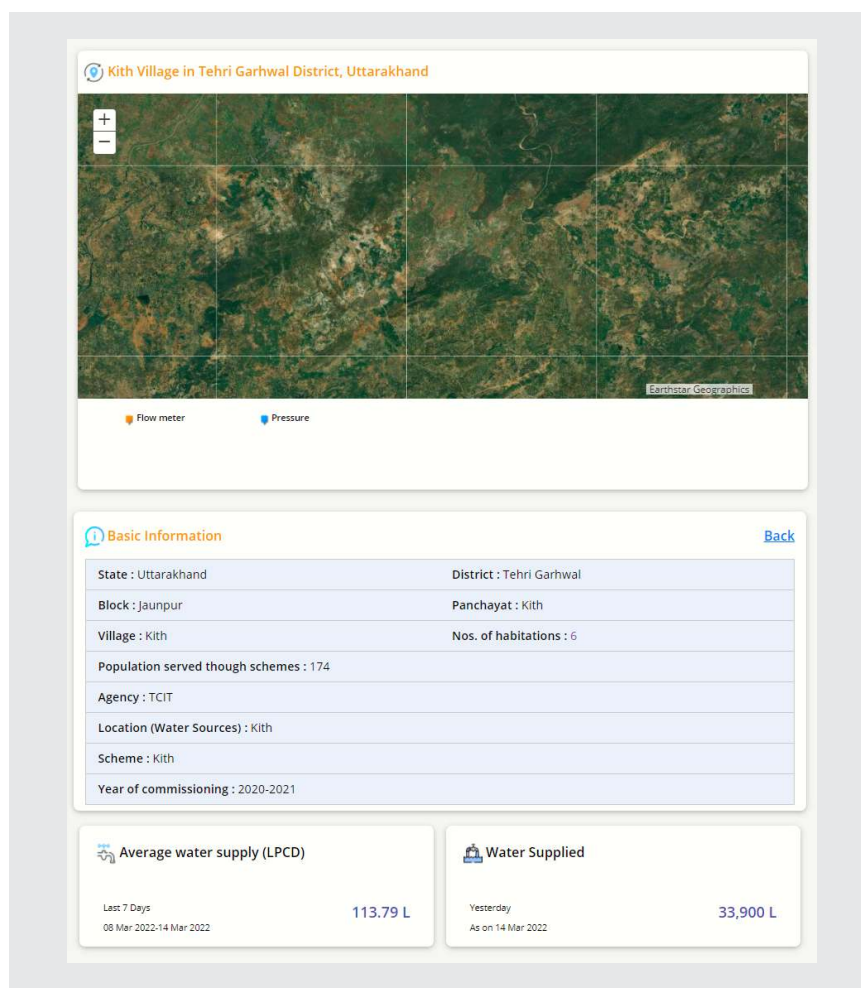 Kith Village in Tehri Garhwal District, Uttarakhand
+
−
Earthstar Geographics
Flow meter Pressure
Basic Information Back
State : Uttarakhand District : Tehri Garhwal
Block : Jaunpur Panchayat : Kith
Village : Kith Nos. of habitations : 6
Population served though schemes : 174
Agency : TCIT
Location (Water Sources) : Kith
Scheme : Kith
Year of commissioning : 2020-2021
Average water supply (LPCD) Water Supplied
Last 7 Days 113.79 L Yesterday 33,900 L
08 Mar 2022-14 Mar 2022 As on 14 Mar 2022